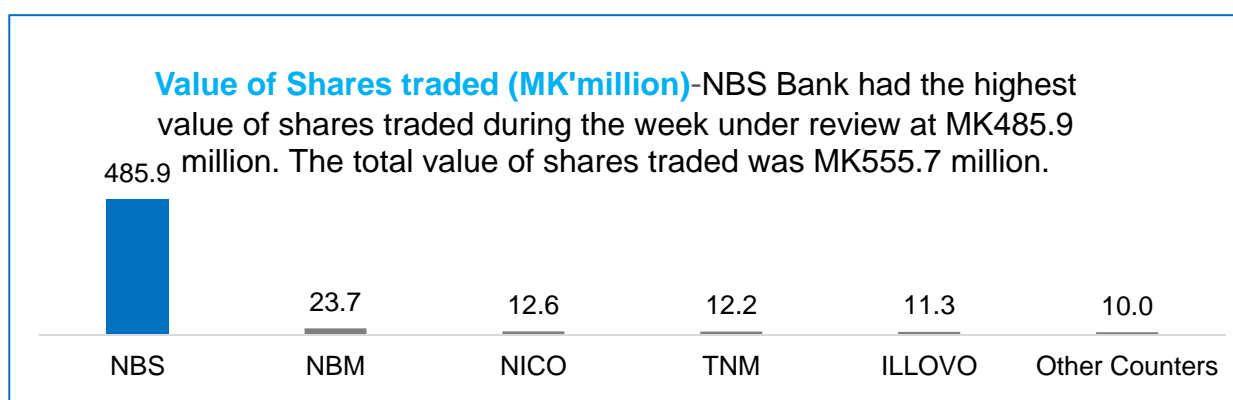 Value of Shares traded (MK'million)-NBS Bank had the highest
value of shares traded during the week under review at MK485.9
million. The total value of shares traded was MK555.7 million.
485.9
23.7
12.6
12.2
11.3
10.0
NBS
NBM
NICO
TNM
ILLOVO
Other Counters